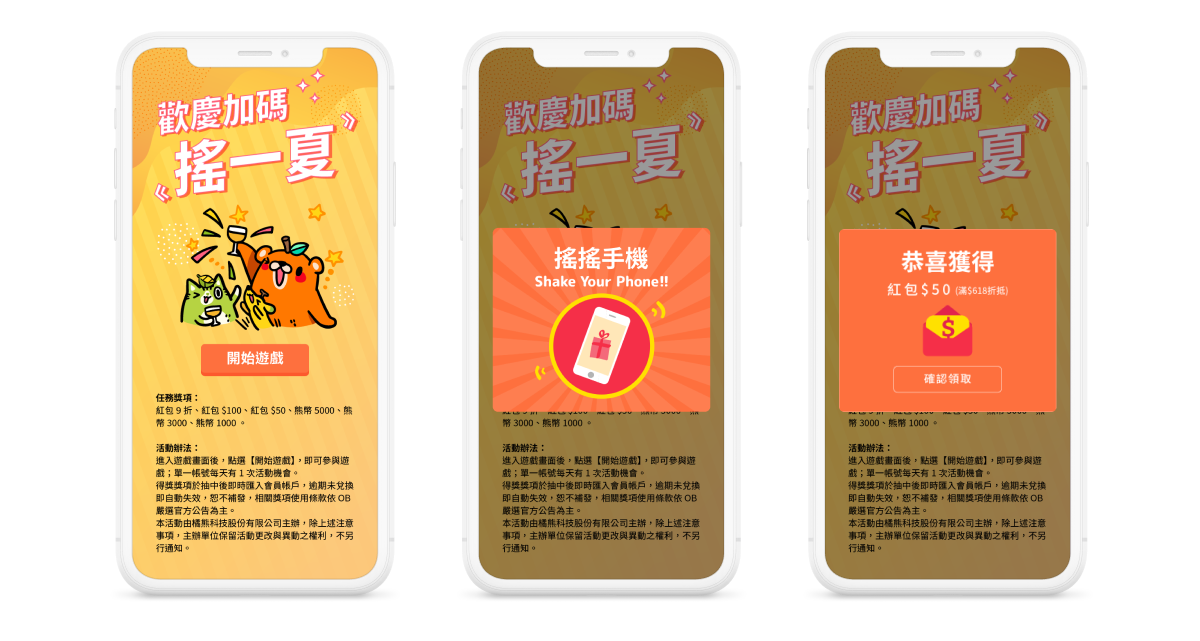 歡慶加碼
搖一夏
開始遊戲
任務獎項：
紅包 9 折、紅包 $100、紅包 $50、熊幣 5000、熊
幣 3000、熊幣 1000 。
活動辦法：
進入遊戲畫面後，點選【開始遊戲】，即可參與遊
戲；單一帳號每天有 1 次活動機會。
得獎獎項於抽中後即時匯入會員帳戶，逾期未兌換
即自動失效，恕不補發，相關獎項使用條款依 OB
嚴選官方公告為主。
本活動由橘熊科技股份有限公司主辦，除上述注意
事項，主辦單位保留活動更改與異動之權利，不另
行通知。
歡慶加碼
搖一夏
搖搖手機
Shake Your Phone!!
幣 3000、熊幣 1000 。
活動辦法：
進入遊戲畫面後，點選【開始遊戲】，即可參與遊
戲；單一帳號每天有 1 次活動機會。
得獎獎項於抽中後即時匯入會員帳戶，逾期未兌換
即自動失效，恕不補發，相關獎項使用條款依 OB
嚴選官方公告為主。
本活動由橘熊科技股份有限公司主辦，除上述注意
事項，主辦單位保留活動更改與異動之權利，不另
行通知。
歡慶加碼
搖一夏
恭喜獲得
紅包$50 (滿$618折抵)
$
確認領取
幣 3000、熊幣 1000 。
活動辦法：
進入遊戲畫面後，點選【開始遊戲】，即可參與遊
戲；單一帳號每天有 1 次活動機會。
得獎獎項於抽中後即時匯入會員帳戶，逾期未兌換
即自動失效，恕不補發，相關獎項使用條款依 OB
嚴選官方公告為主。
本活動由橘熊科技股份有限公司主辦，除上述注意
事項，主辦單位保留活動更改與異動之權利，不另
行通知。